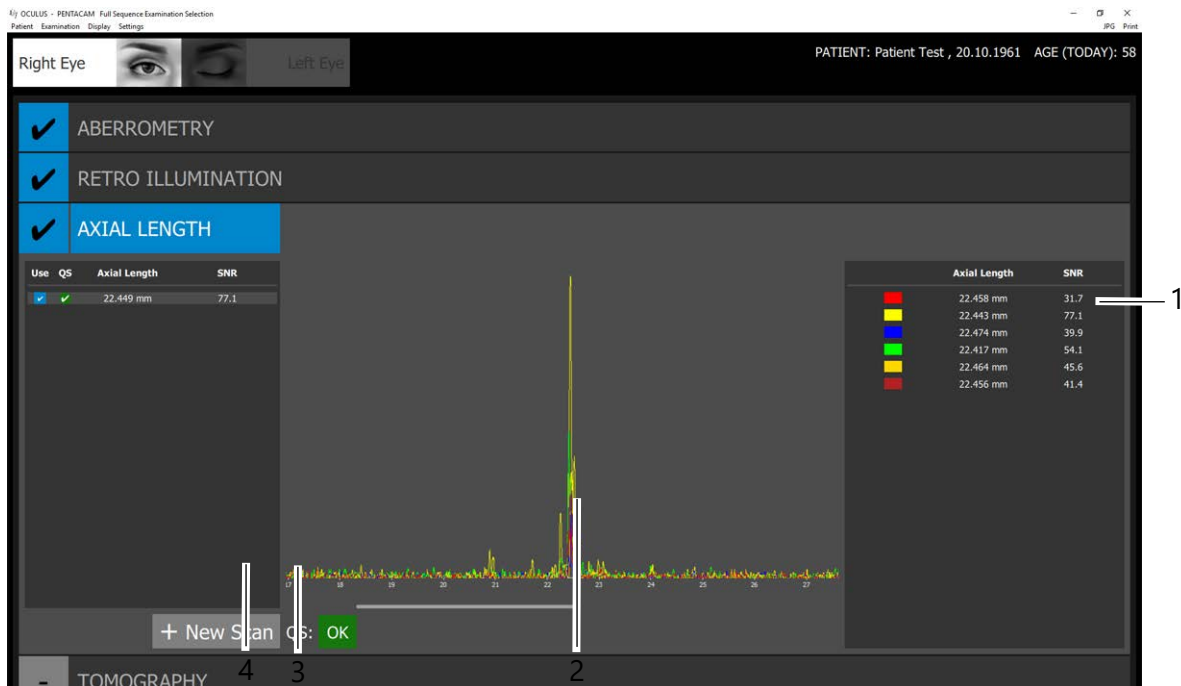 OCULUS - PENTACAM Full Sequence Examination Selection
Patient Examination Display Settings JPG Print
Right Eye Left Eye PATIENT: Patient Test , 20.10.1961 AGE (TODAY): 58
✔ ABERROMETRY
✔ RETRO ILLUMINATION
✔ AXIAL LENGTH
Use QS Axial Length SNR
22.449 mm 77.1
Axial Length SNR
22.458 mm 31.7 1
22.443 mm 77.1
22.474 mm 39.9
22.417 mm 54.1
22.464 mm 45.6
22.456 mm 41.4
17 18 19 20 21 22 23 24 25 26 27
+ New Scan QS: OK
- TOMOGRAPHY
4 3 2